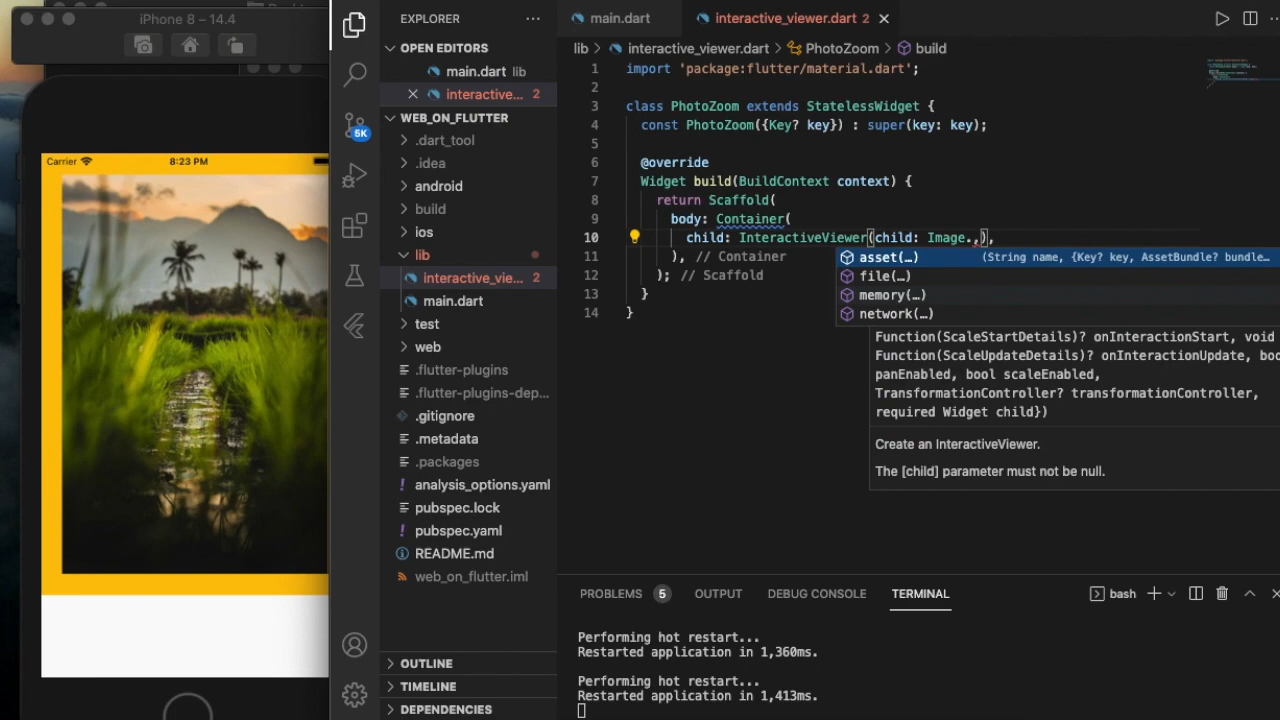 iPhone 8 – 14.4
Carrier
8:23 PM
5K
EXPLORER
OPEN EDITORS
main.dart lib
interactive... 2
WEB_ON_FLUTTER
.dart_tool
.idea
android
build
ios
lib
interactive_vie... 2
main.dart
test
web
.flutter-plugins
.flutter-plugins-dep...
.gitignore
.metadata
.packages
analysis_options.yaml
pubspec.lock
pubspec.yaml
README.md
web_on_flutter.iml
OUTLINE
TIMELINE
DEPENDENCIES
main.dart
interactive_viewer.dart 2
lib > interactive_viewer.dart > PhotoZoom > build
1 import 'package:flutter/material.dart';
2
3 class PhotoZoom extends StatelessWidget {
4 const PhotoZoom({Key? key}) : super(key: key);
5
6 @override
7 Widget build(BuildContext context) {
8 return Scaffold(
9 body: Container(
10 child: InteractiveViewer(child: Image.,),
11 ), // Container
12 ); // Scaffold
13 }
14 }
asset(…) (String name, {Key? key, AssetBundle? bundle…
file(…)
memory(…)
network(…)
Function(ScaleStartDetails)? onInteractionStart, void
Function(ScaleUpdateDetails)? onInteractionUpdate, boo
panEnabled, bool scaleEnabled,
TransformationController? transformationController,
required Widget child})
Create an InteractiveViewer.
The [child] parameter must not be null.
PROBLEMS 5 OUTPUT DEBUG CONSOLE TERMINAL
bash
Performing hot restart...
Restarted application in 1,360ms.
Performing hot restart...
Restarted application in 1,413ms.